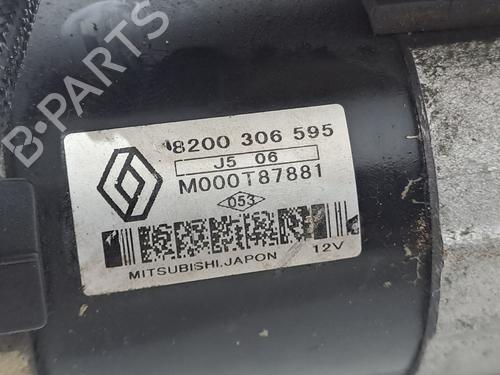 8200 306 595
J5 06
M000T87881
053
MITSUBISHI.JAPON 12V
B-PARTS